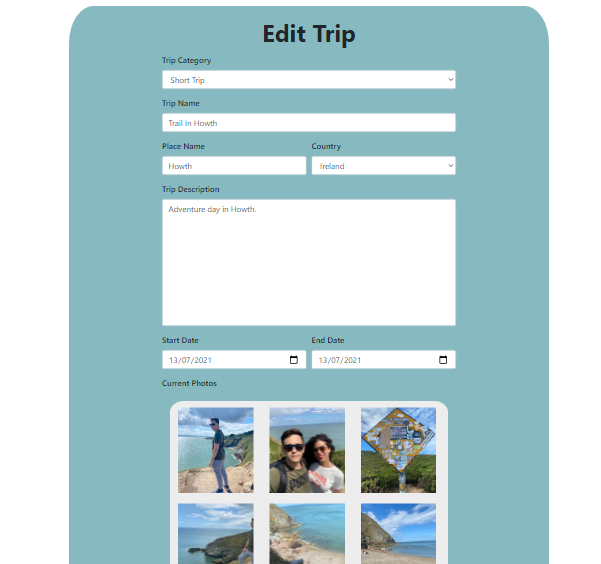 Edit Trip
Trip Category
Short Trip
Trip Name
Trail In Howth
Place Name
Country
Howth
Ireland
Trip Description
Adventure day in Howth.
Start Date
End Date
13/07/2021
13/07/2021
Current Photos